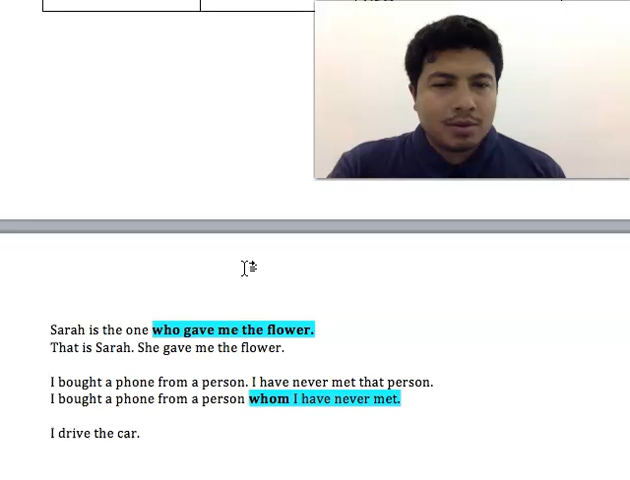 Sarah is the one who gave me the flower.
That is Sarah. She gave me the flower.
I bought a phone from a person. I have never met that person.
I bought a phone from a person whom I have never met.
I drive the car.